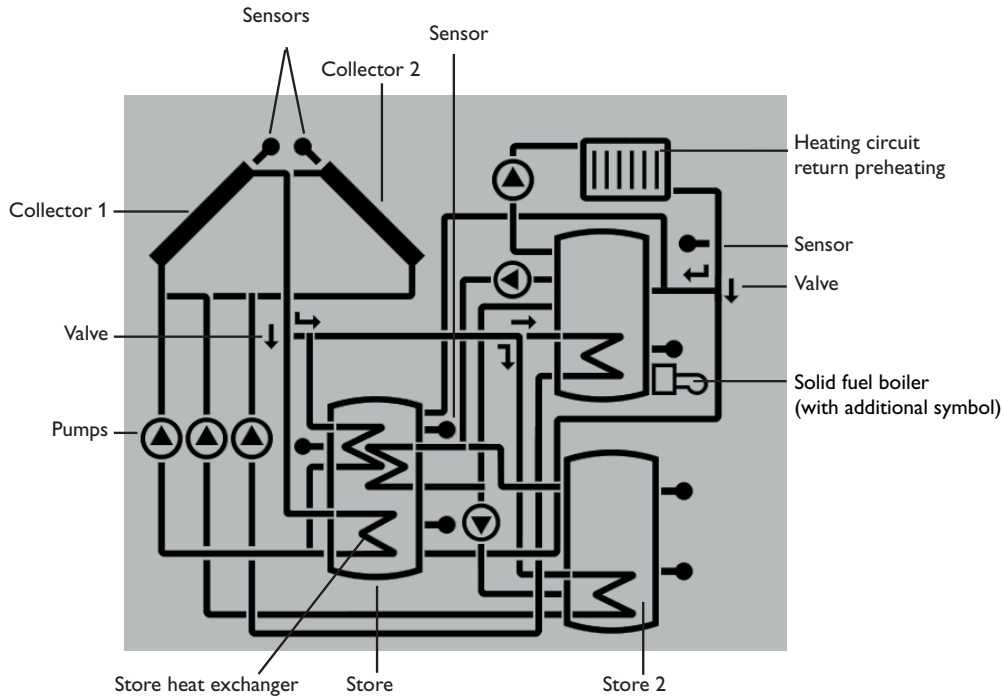 Sensors
Sensor
Collector 2
Heating circuit
return preheating
Collector 1
Sensor
Valve
Valve
Solid fuel boiler
(with additional symbol)
Pumps
Store heat exchanger
Store
Store 2